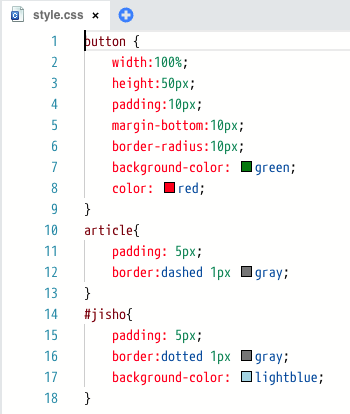 style.css ×
1 button {
2     width:100%;
3     height:50px;
4     padding:10px;
5     margin-bottom:10px;
6     border-radius:10px;
7     background-color: green;
8     color: red;
9 }
10 article{
11     padding: 5px;
12     border:dashed 1px gray;
13 }
14 #jisho{
15     padding: 5px;
16     border:dotted 1px gray;
17     background-color: lightblue;
18 }